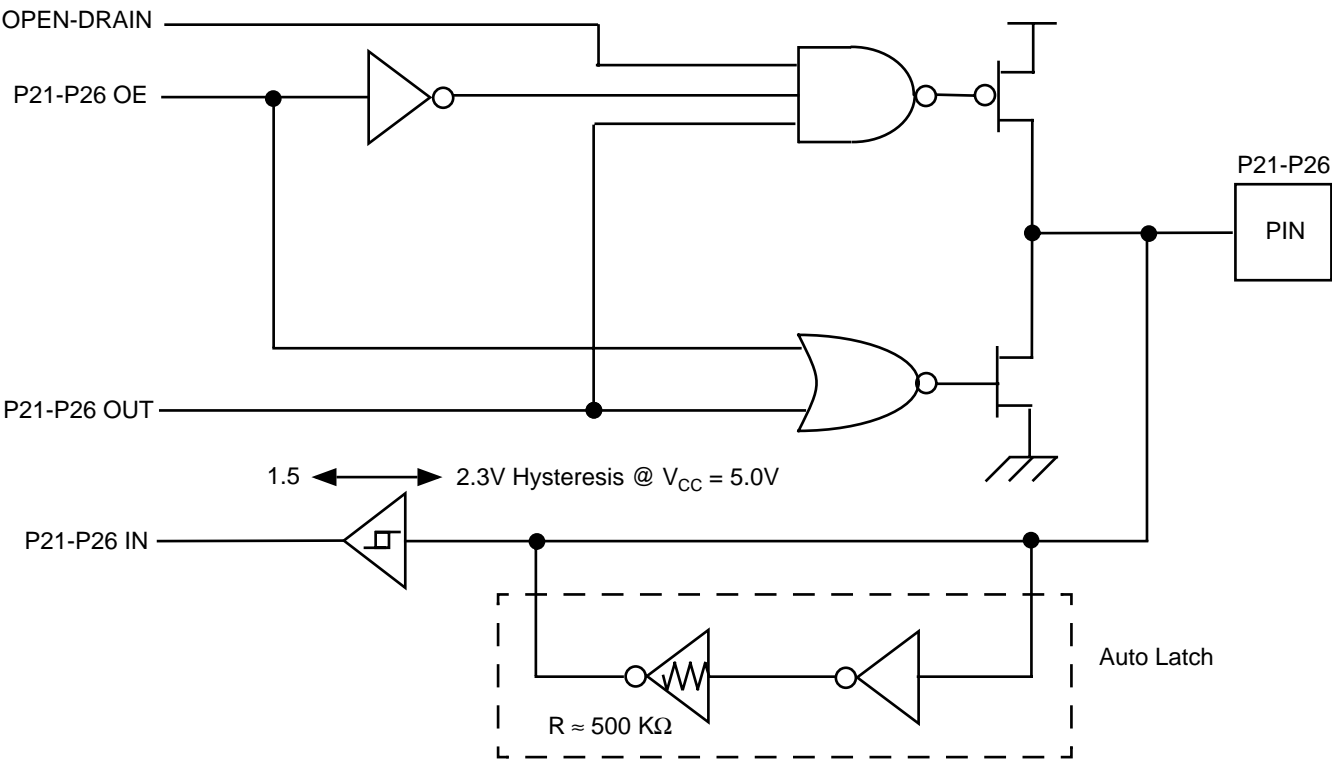 OPEN-DRAIN
P21-P26 OE
P21-P26
PIN
P21-P26 OUT
1.5 2.3V Hysteresis @ VCC = 5.0V
P21-P26 IN
Auto Latch
R ≈ 500 KΩ